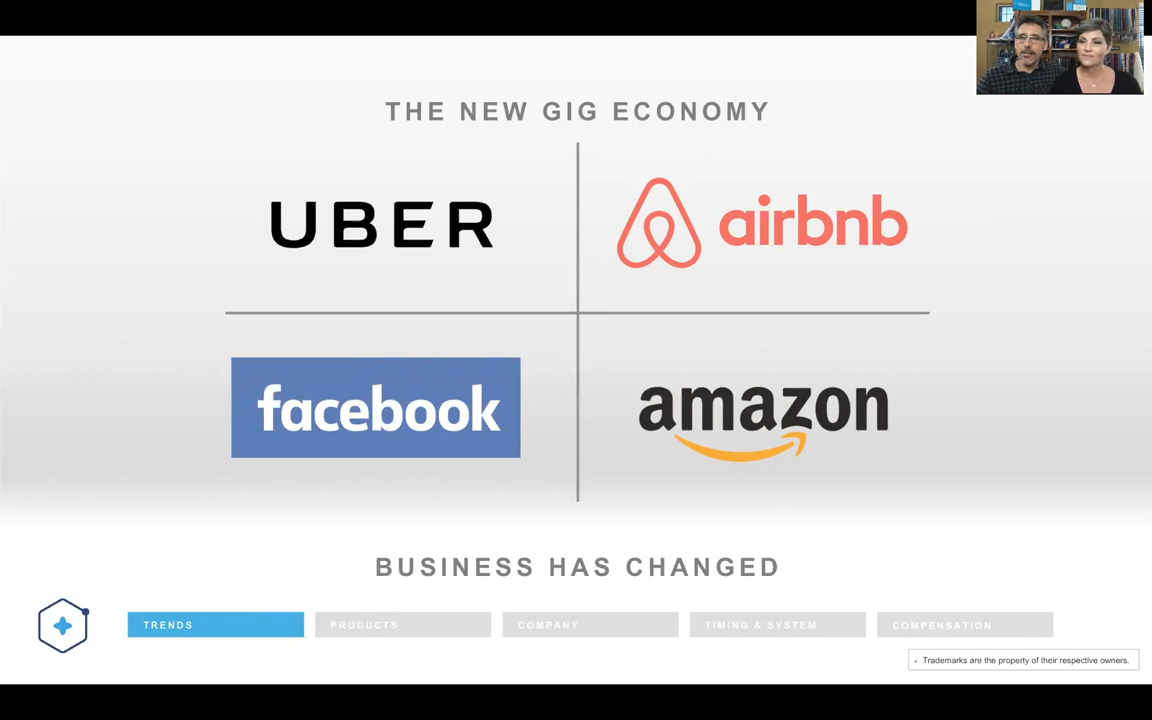 THE NEW GIG ECONOMY
UBER
airbnb
facebook
amazon
BUSINESS HAS CHANGED
TRENDS
PRODUCTS
COMPANY
TIMING & SYSTEM
COMPENSATION
Trademarks are the property of their respective owners.